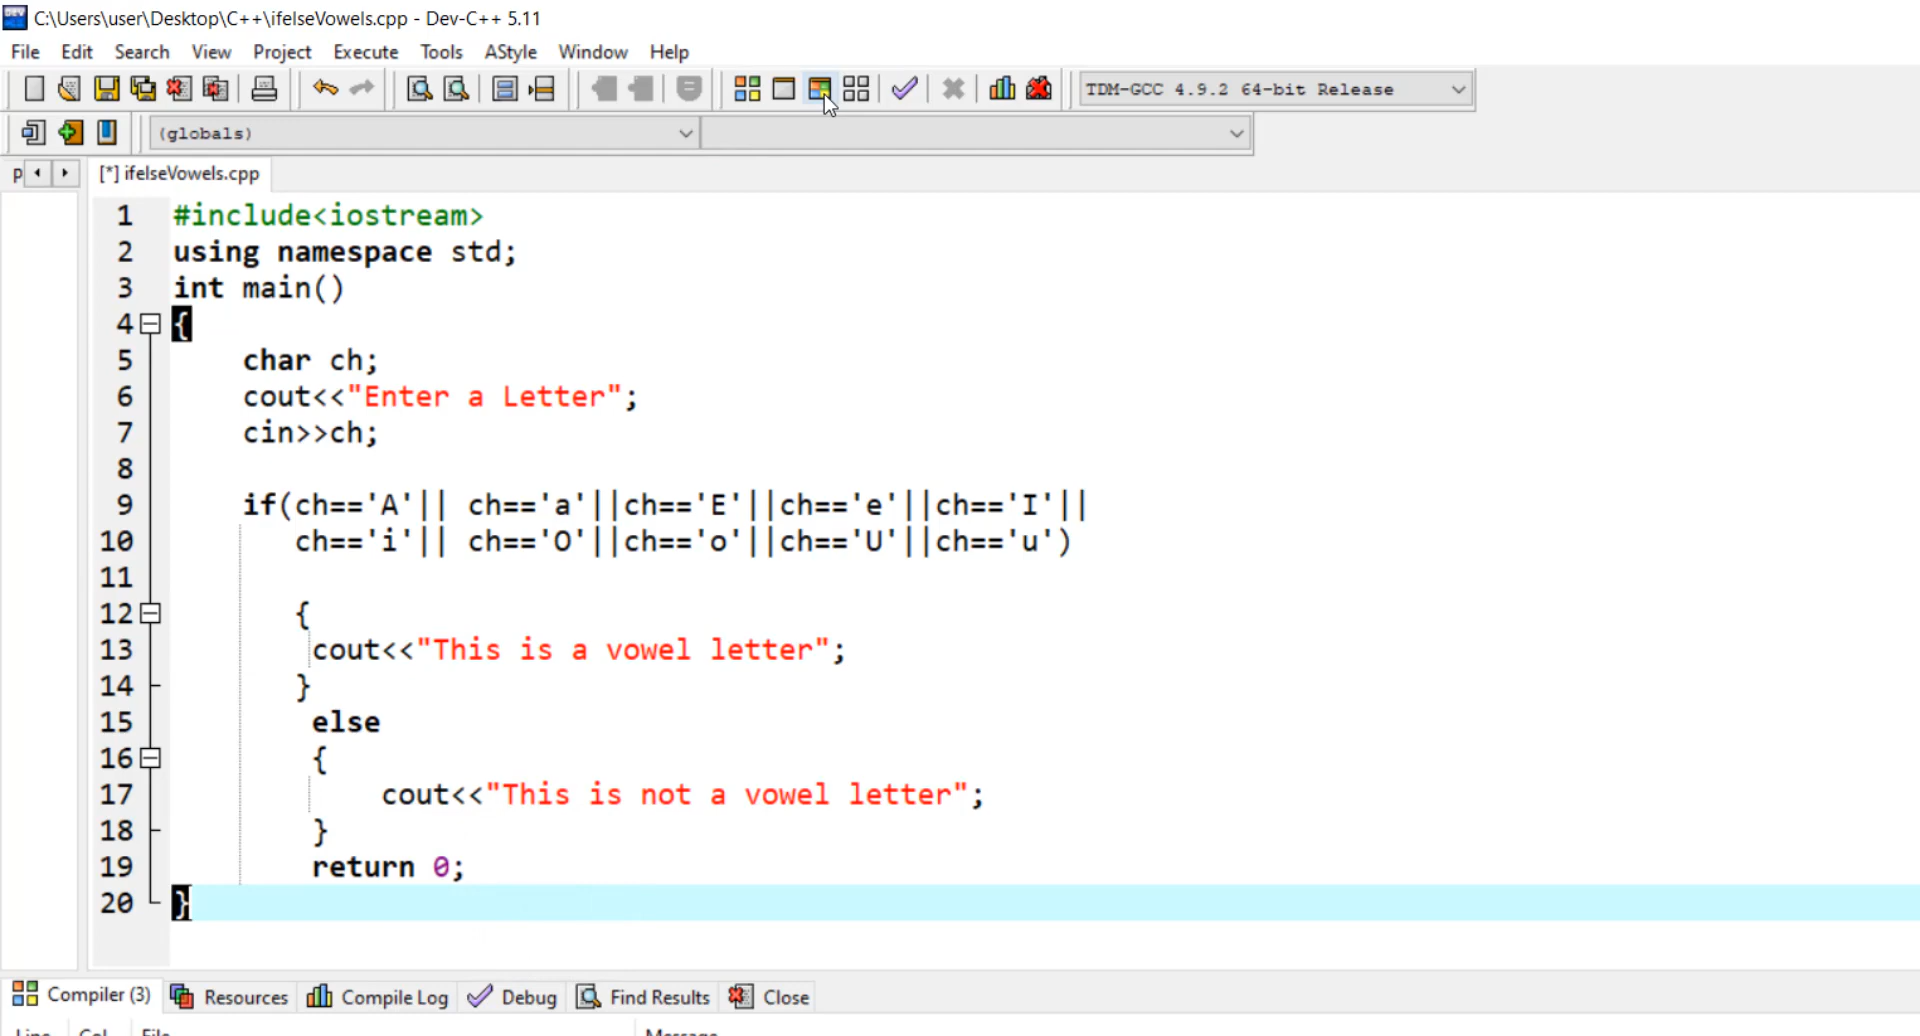 C:\Users\user\Desktop\C++\ifelseVowels.cpp - Dev-C++ 5.11
File Edit Search View Project Execute Tools AStyle Window Help
TDM-GCC 4.9.2 64-bit Release
(globals)
[*] ifelseVowels.cpp
1 #include<iostream>
2 using namespace std;
3 int main()
4 {
5 char ch;
6 cout<<"Enter a Letter";
7 cin>>ch;
8
9 if(ch=='A'|| ch=='a'||ch=='E'||ch=='e'||ch=='I'||
10 ch=='i'|| ch=='O'||ch=='o'||ch=='U'||ch=='u')
11
12 {
13 cout<<"This is a vowel letter";
14 }
15 else
16 {
17 cout<<"This is not a vowel letter";
18 }
19 return 0;
20 }
Compiler (3) Resources Compile Log Debug Find Results Close
Line Col File Message